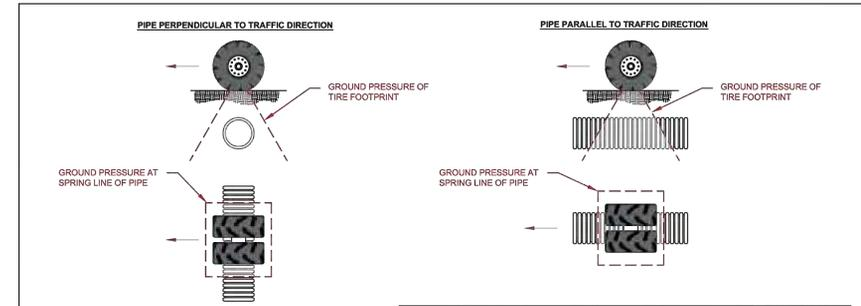 PIPE PERPENDICULAR TO TRAFFIC DIRECTION
GROUND PRESSURE OF
TIRE FOOTPRINT
GROUND PRESSURE AT
SPRING LINE OF PIPE
PIPE PARALLEL TO TRAFFIC DIRECTION
GROUND PRESSURE OF
TIRE FOOTPRINT
GROUND PRESSURE AT
SPRING LINE OF PIPE